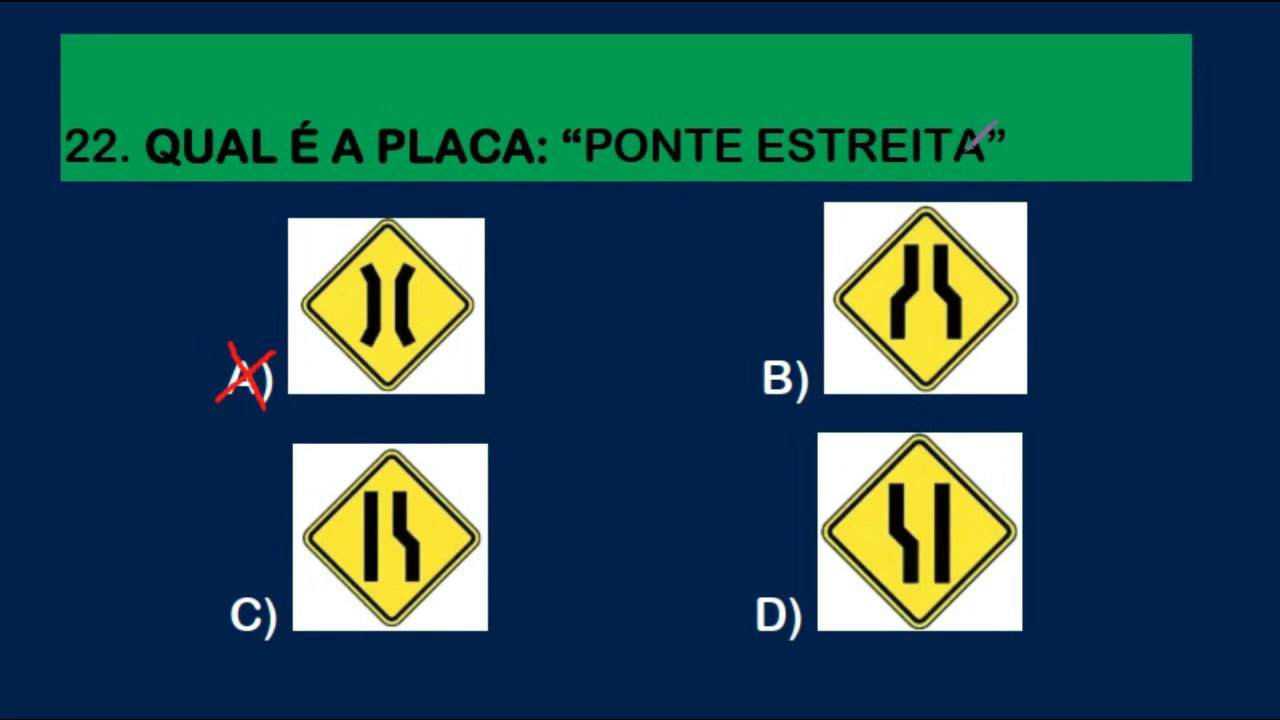 22. QUAL É A PLACA: “PONTE ESTREITA”
A)
B)
C)
D)